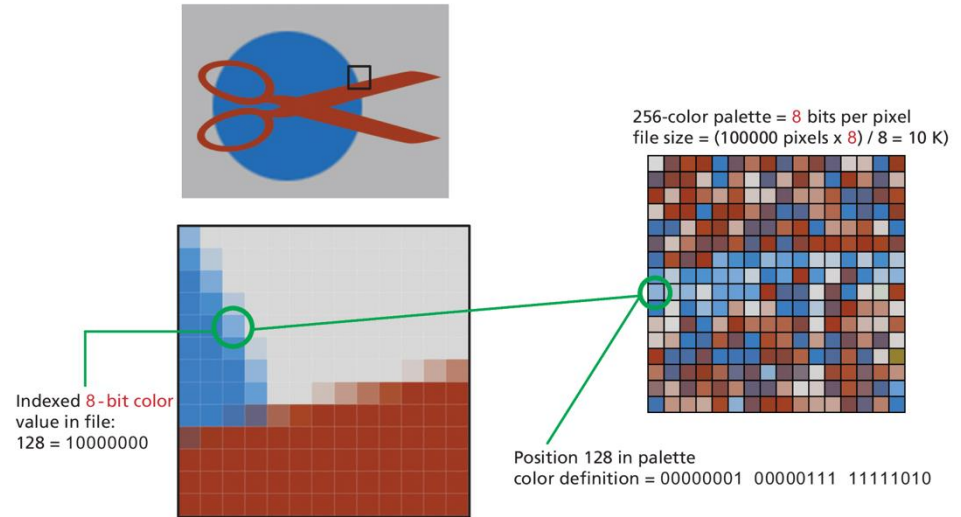 256-color palette = 8 bits per pixel
file size = (100000 pixels x 8) / 8 = 10 K)
Indexed 8-bit color
value in file:
128 = 10000000
Position 128 in palette
color definition = 00000001 00000111 11111010